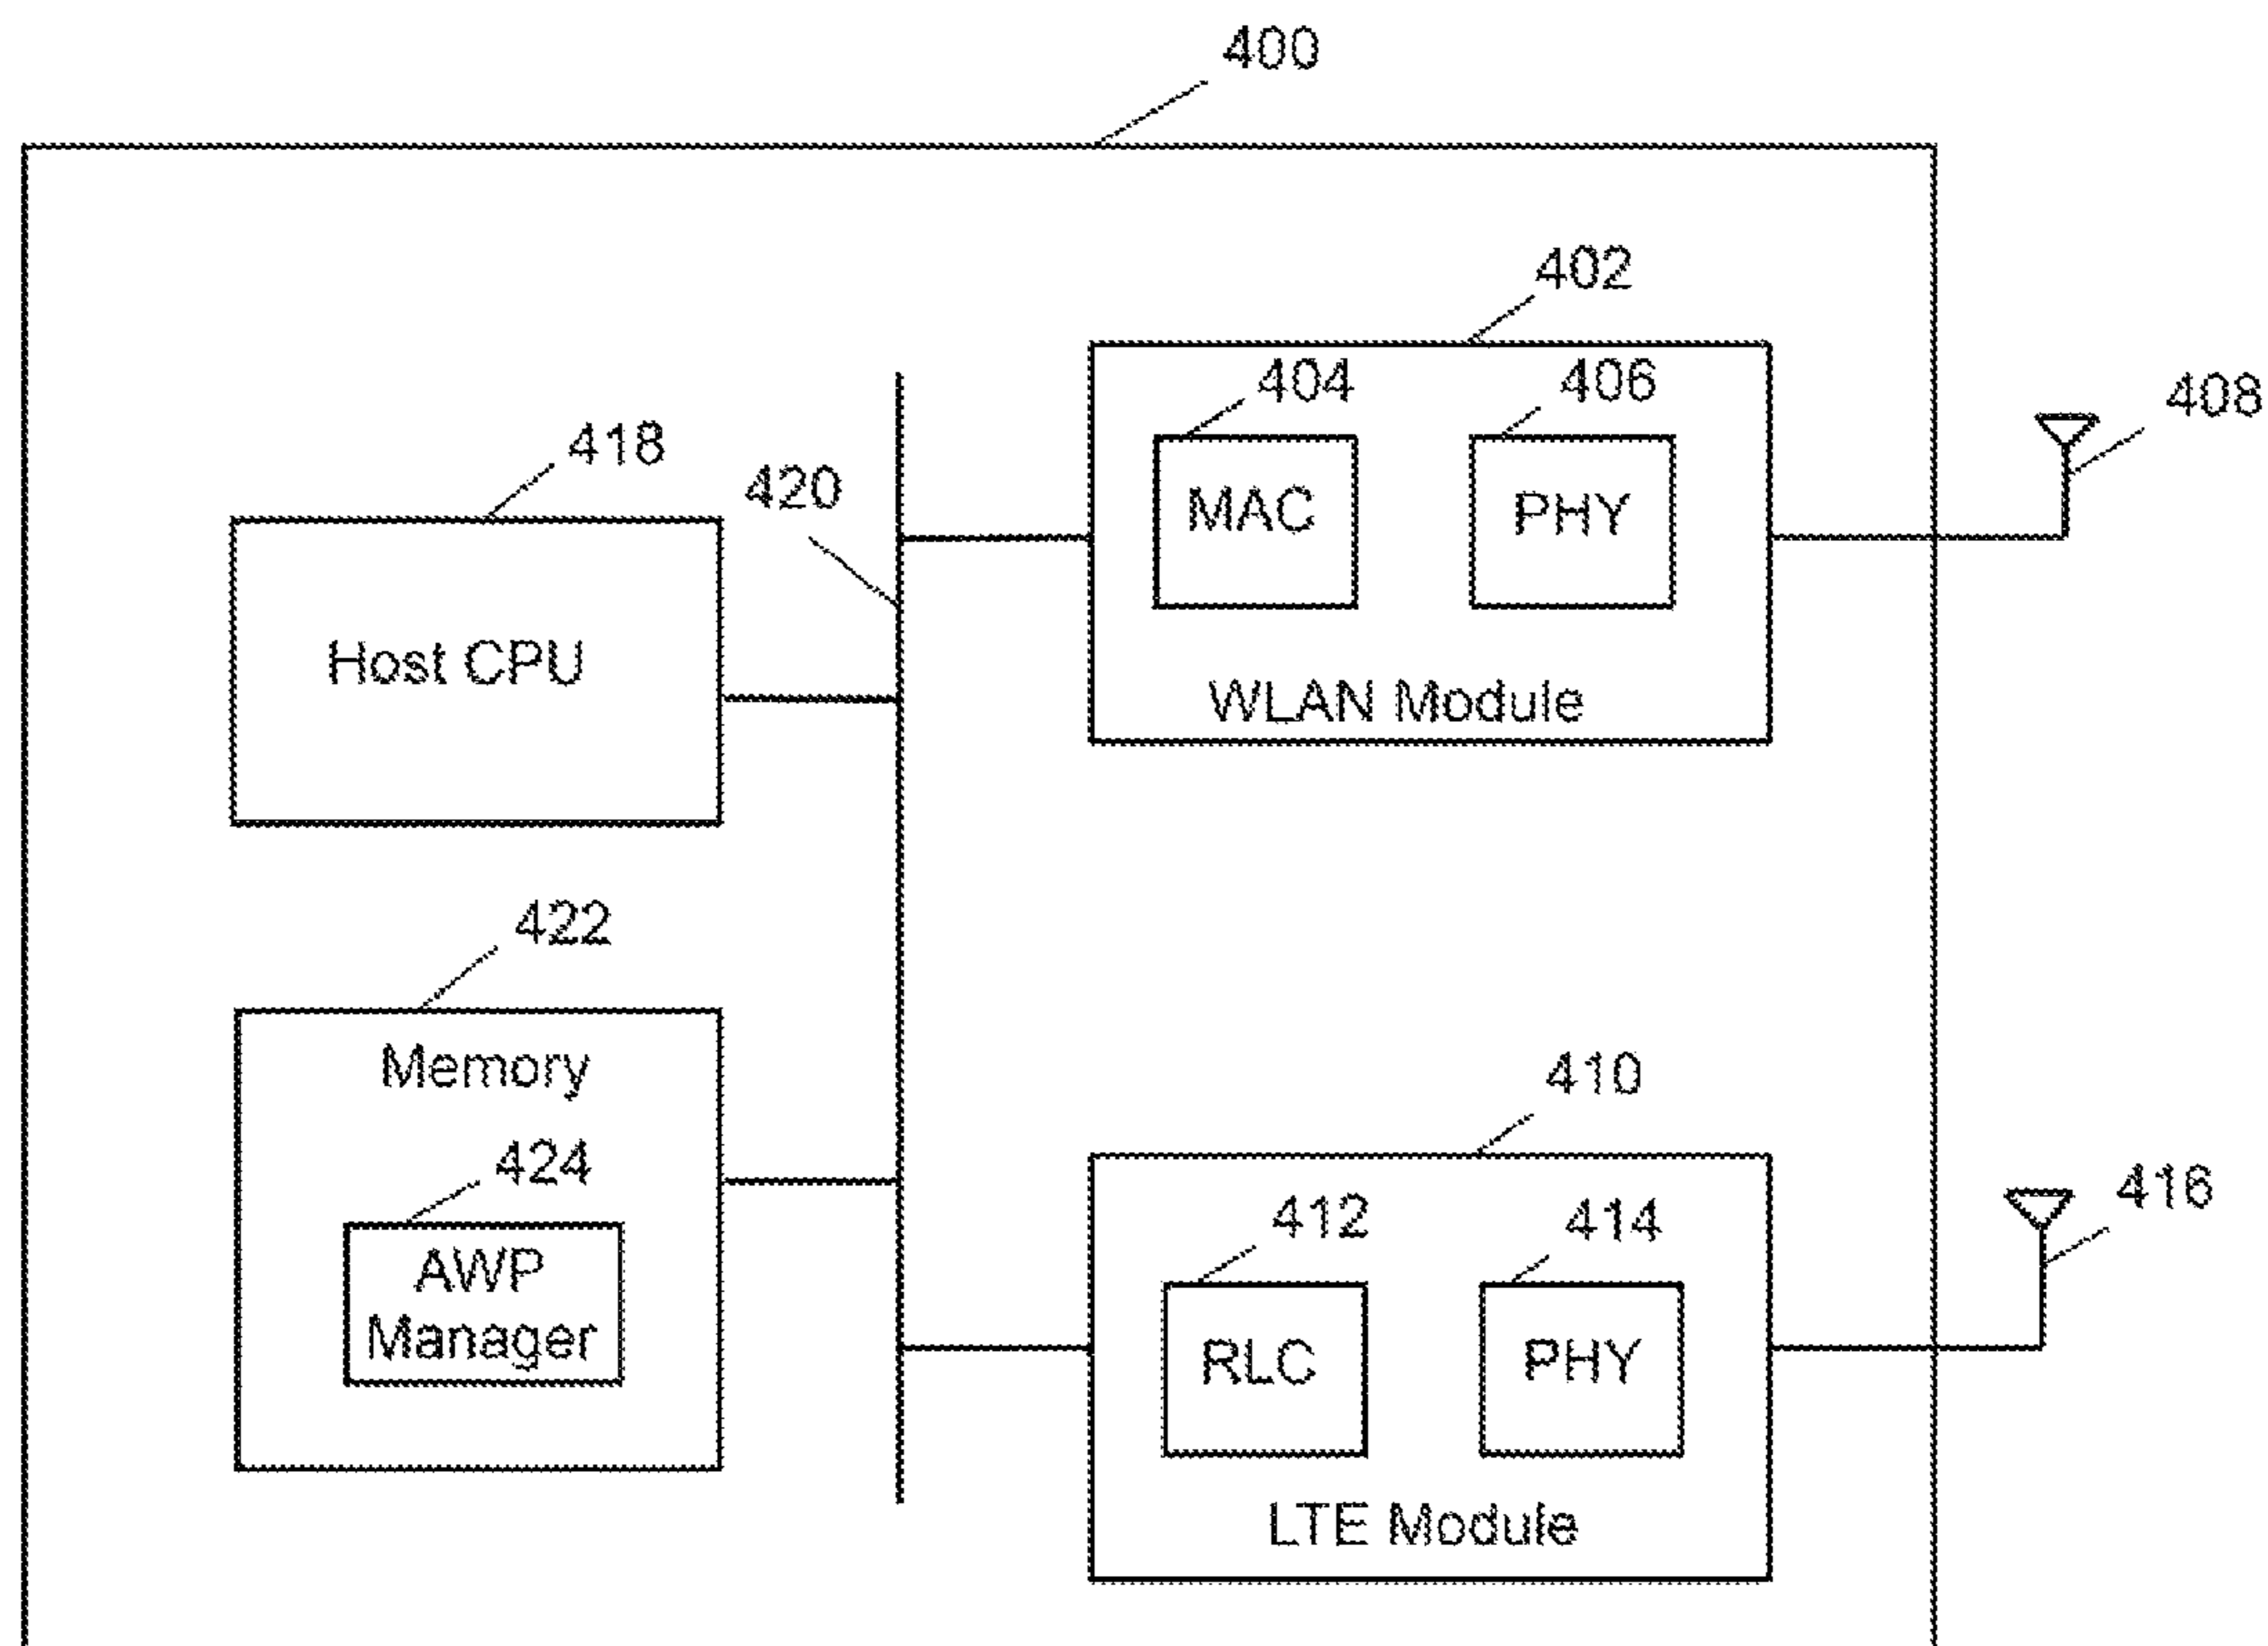 400
402
404
406
408
MAC
PHY
WLAN Module
418
420
Host CPU
422
Memory
424
AWP
Manager
410
412
414
416
RLC
PHY
LTE Module